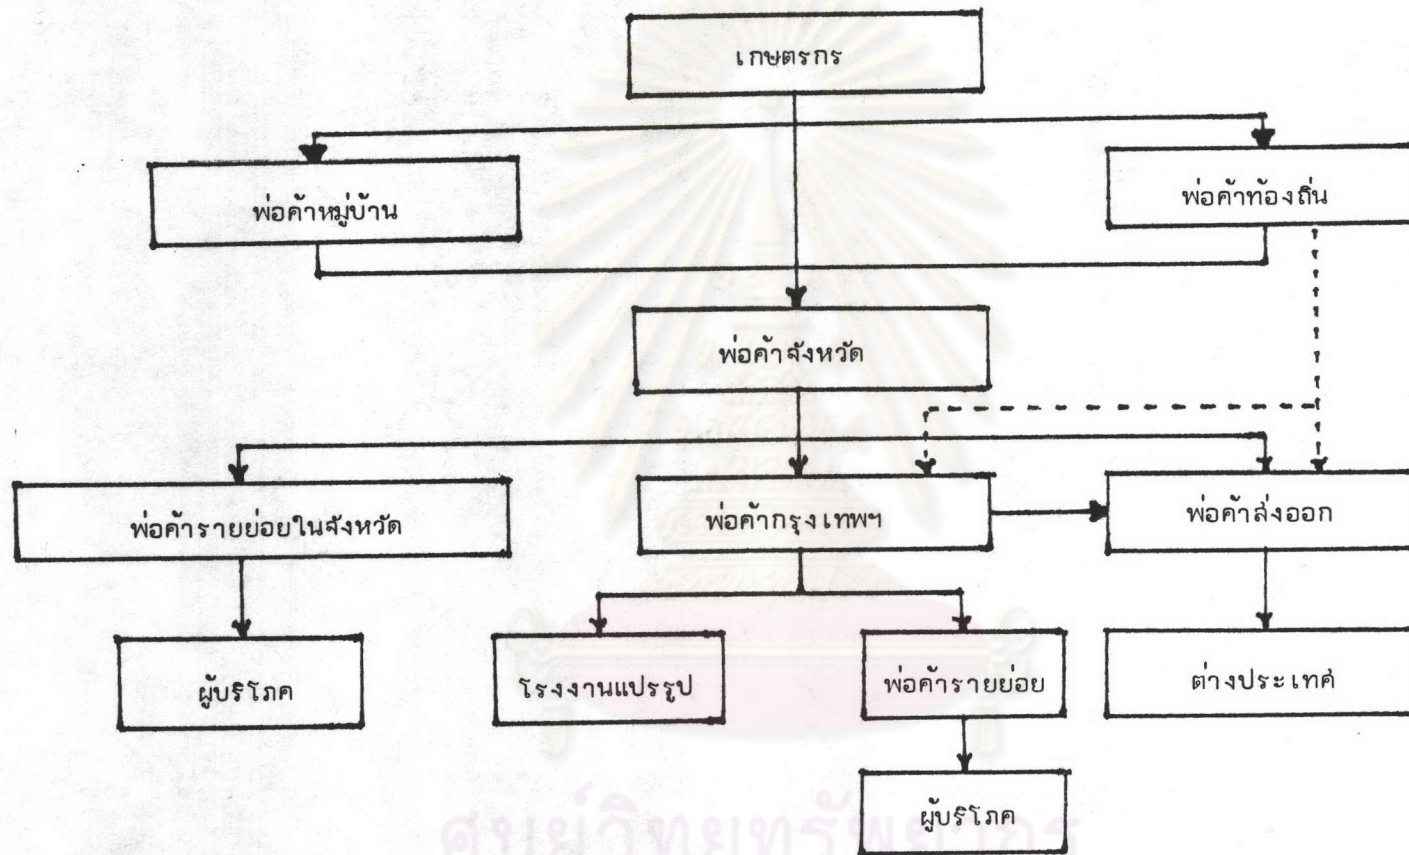 เกษตรกร
พ่อค้าหมู่บ้าน
พ่อค้าท้องถิ่น
พ่อค้าจังหวัด
พ่อค้ารายย่อยในจังหวัด
พ่อค้ากรุงเทพฯ
พ่อค้าส่งออก
ผู้บริโภค
โรงงานแปรรูป
พ่อค้ารายย่อย
ต่างประเทศ
ผู้บริโภค
ศูนย์วิทยทรัพยากร